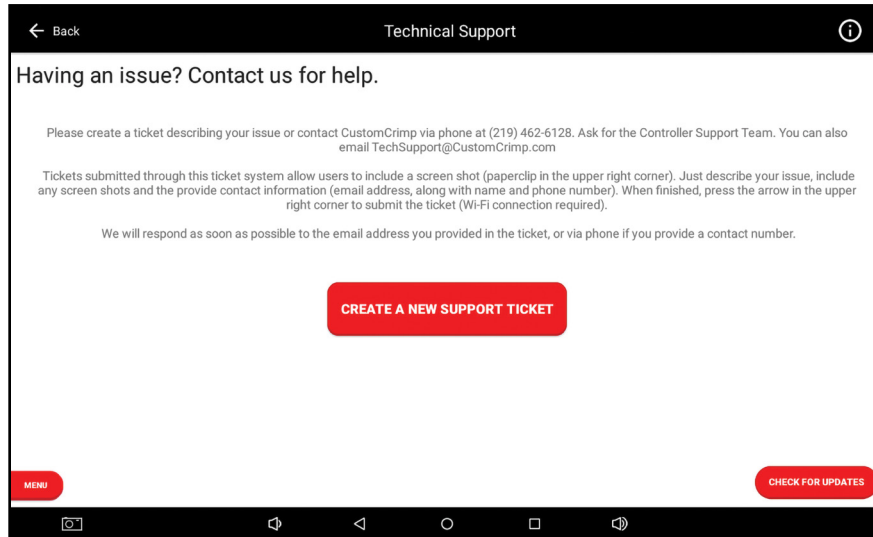 Back
Technical Support
Having an issue? Contact us for help.
Please create a ticket describing your issue or contact CustomCrimp via phone at (219) 462-6128. Ask for the Controller Support Team. You can also
email TechSupport@CustomCrimp.com
Tickets submitted through this ticket system allow users to include a screen shot (paperclip in the upper right corner). Just describe your issue, include
any screen shots and the provide contact information (email address, along with name and phone number). When finished, press the arrow in the upper
right corner to submit the ticket (Wi-Fi connection required).
We will respond as soon as possible to the email address you provided in the ticket, or via phone if you provide a contact number.
CREATE A NEW SUPPORT TICKET
MENU
CHECK FOR UPDATES